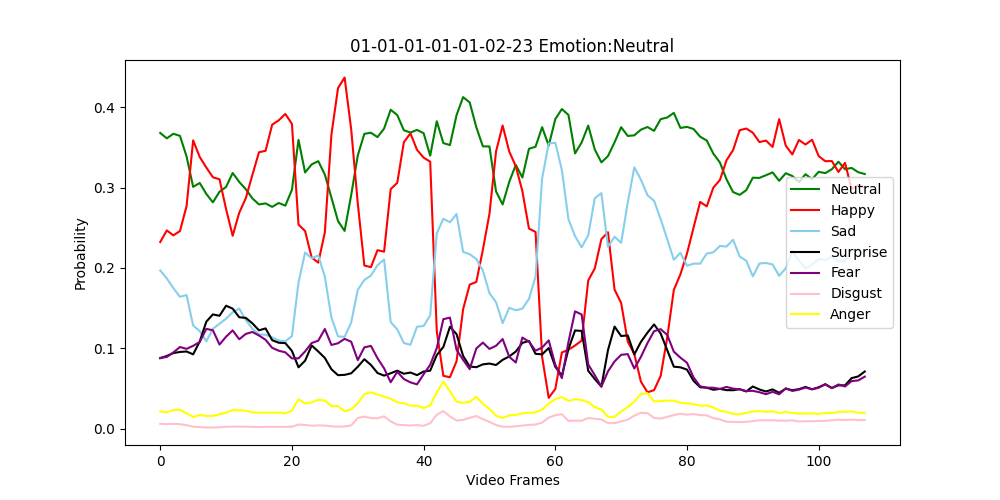 01-01-01-01-01-02-23 Emotion:Neutral
Probability
0.4
0.3
0.2
0.1
0.0
Neutral
Happy
Sad
Surprise
Fear
Disgust
Anger
0 20 40 60 80 100
Video Frames